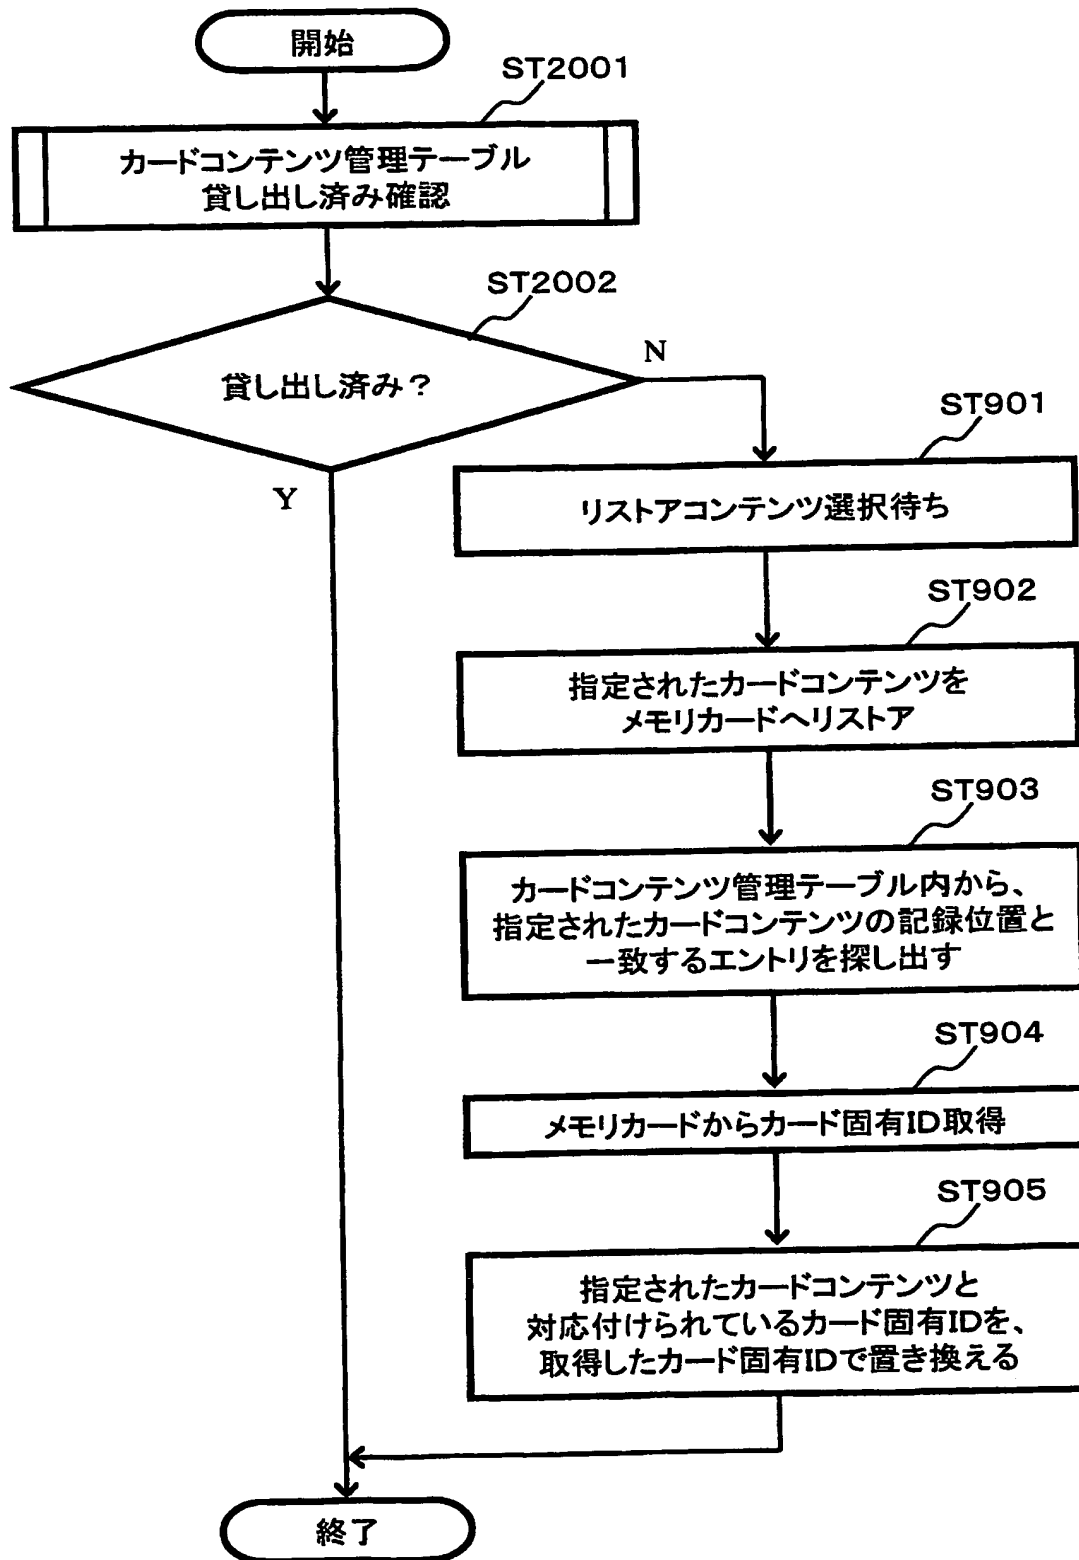 開始
ST2001
カードコンテンツ管理テーブル
貸し出し済み確認
ST2002
貸し出し済み？
N
Y
ST901
リストアコンテンツ選択待ち
ST902
指定されたカードコンテンツを
メモリカードへリストア
ST903
カードコンテンツ管理テーブル内から、
指定されたカードコンテンツの記録位置と
一致するエントリを探し出す
ST904
メモリカードからカード固有ID取得
ST905
指定されたカードコンテンツと
対応付けられているカード固有IDを、
取得したカード固有IDで置き換える
終了